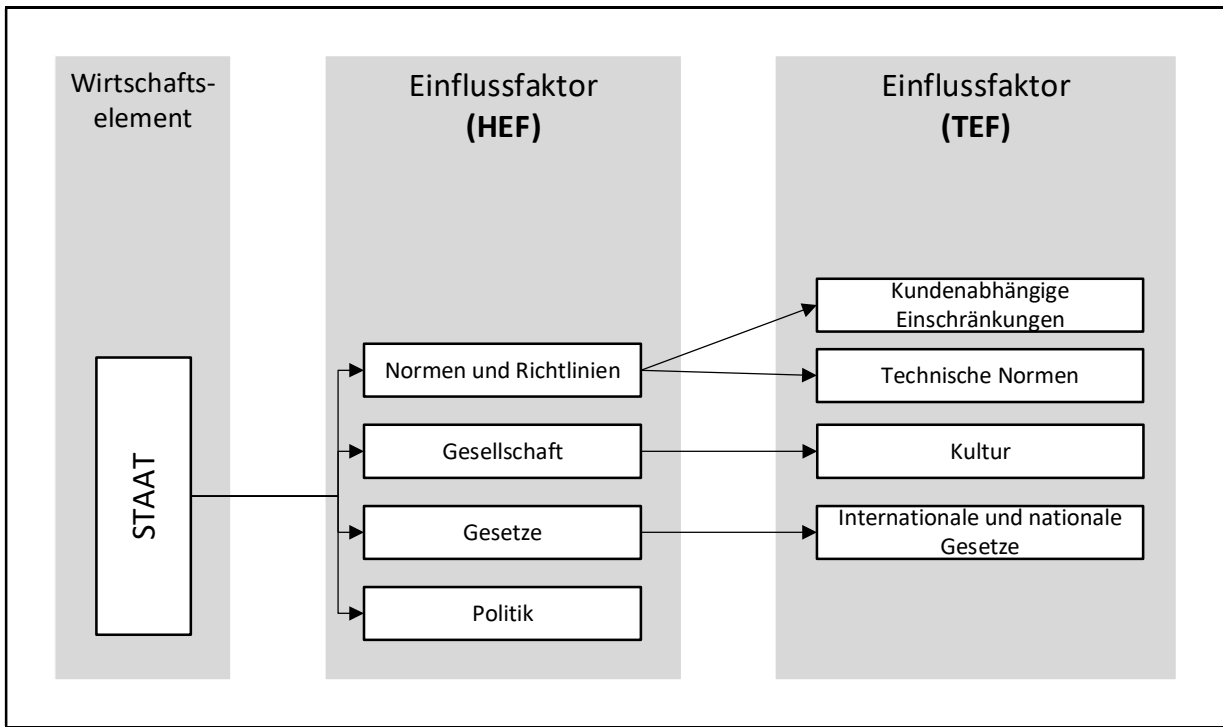 Wirtschafts-
element
Einflussfaktor
(HEF)
Einflussfaktor
(TEF)
STAAT
Normen und Richtlinien
Gesellschaft
Gesetze
Politik
Kundenabhängige
Einschränkungen
Technische Normen
Kultur
Internationale und nationale
Gesetze